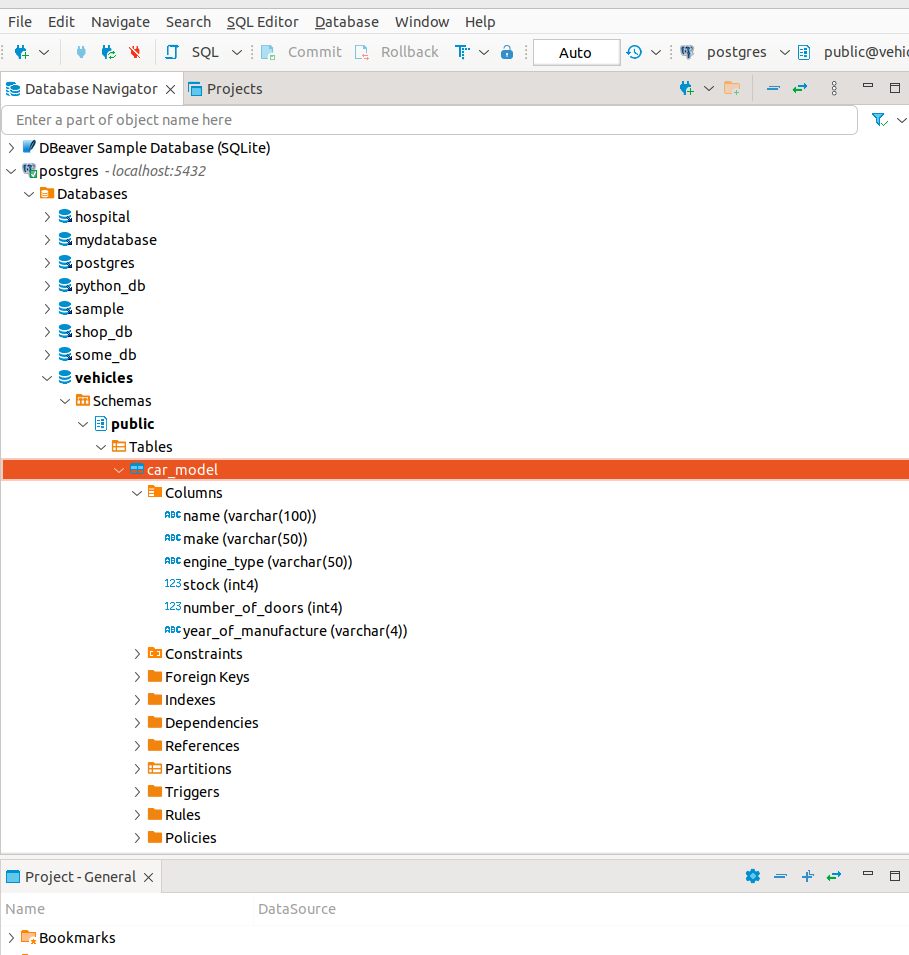 File Edit Navigate Search SQL Editor Database Window Help
SQL Commit Rollback Auto postgres public@vehic
Database Navigator Projects
Enter a part of object name here
DBeaver Sample Database (SQLite)
postgres - localhost:5432
Databases
hospital
mydatabase
postgres
python_db
sample
shop_db
some_db
vehicles
Schemas
public
Tables
car_model
Columns
ABC name (varchar(100))
ABC make (varchar(50))
ABC engine_type (varchar(50))
123 stock (int4)
123 number_of_doors (int4)
ABC year_of_manufacture (varchar(4))
Constraints
Foreign Keys
Indexes
Dependencies
References
Partitions
Triggers
Rules
Policies
Project - General
Name DataSource
Bookmarks